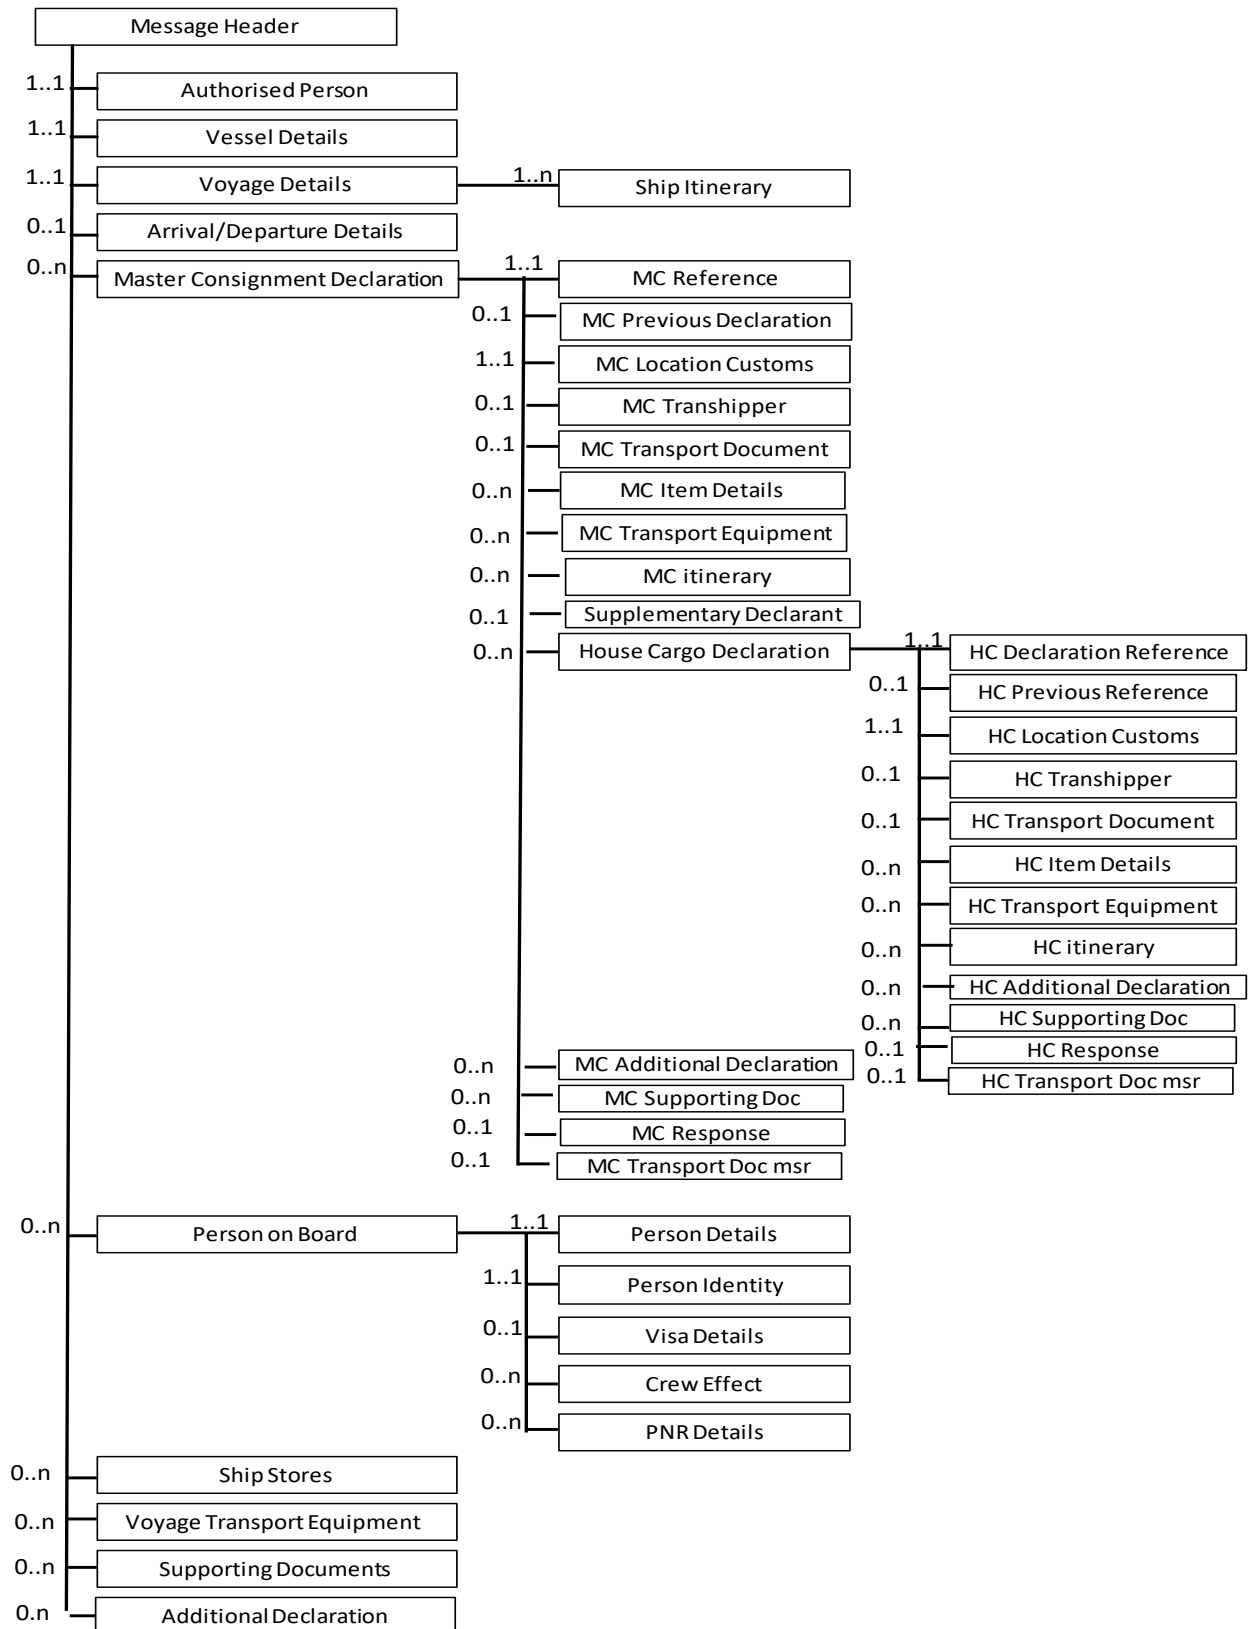 Message Header
1..1 Authorised Person
1..1 Vessel Details
1..1 Voyage Details 1..n Ship Itinerary
0..1 Arrival/Departure Details
0..n Master Consignment Declaration 1..1 MC Reference
0..1 MC Previous Declaration
1..1 MC Location Customs
0..1 MC Transhipper
0..1 MC Transport Document
0..n MC Item Details
0..n MC Transport Equipment
0..n MC itinerary
0..1 Supplementary Declarant
0..n House Cargo Declaration 1..1 HC Declaration Reference
0..1 HC Previous Reference
1..1 HC Location Customs
0..1 HC Transhipper
0..1 HC Transport Document
0..n HC Item Details
0..n HC Transport Equipment
0..n HC itinerary
0..n HC Additional Declaration
0..n HC Supporting Doc
0..1 HC Response
0..1 HC Transport Doc msr
0..n MC Additional Declaration
0..n MC Supporting Doc
0..1 MC Response
0..1 MC Transport Doc msr
0..n Person on Board 1..1 Person Details
1..1 Person Identity
0..1 Visa Details
0..n Crew Effect
0..n PNR Details
0..n Ship Stores
0..n Voyage Transport Equipment
0..n Supporting Documents
0.n Additional Declaration